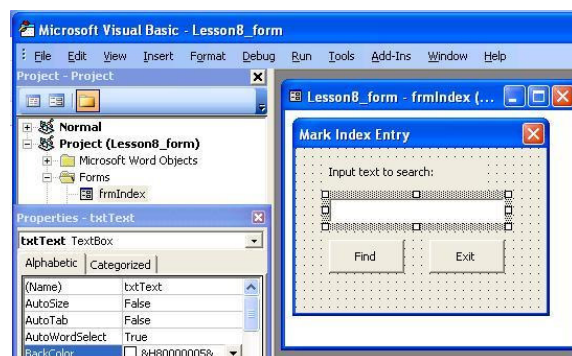 Microsoft Visual Basic - Lesson8_form
File Edit View Insert Format Debug Run Tools Add-Ins Window Help
Project - Project
Normal
Project (Lesson8_form)
Microsoft Word Objects
Forms
frmIndex
Properties - txtText
txtText TextBox
Alphabetic Categorized
(Name) txtText
AutoSize False
AutoTab False
AutoWordSelect True
BackColor &H80000005&
Lesson8_form - frmIndex (...
Mark Index Entry
Input text to search:
Find Exit